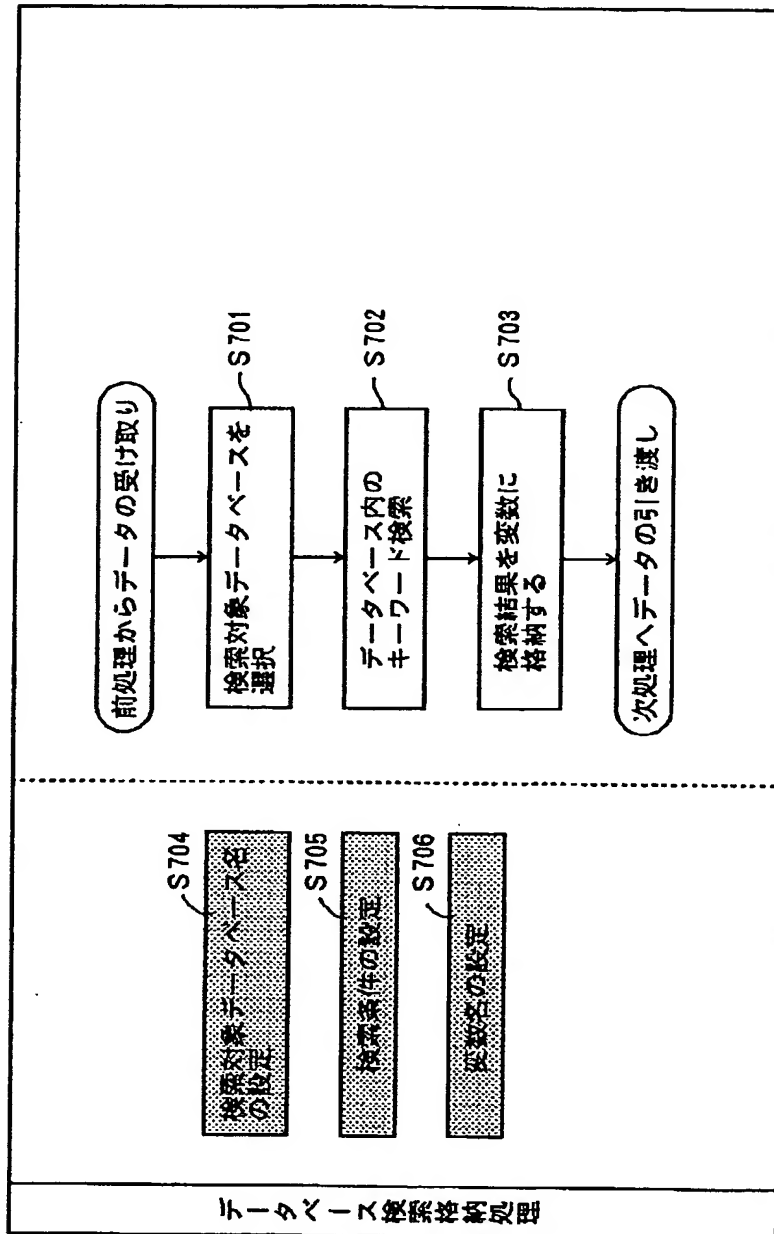 データベース検索格納処理
検索対象データベース名
の設定
S704
検索条件の設定
S705
変数名の設定
S706
前処理からデータの受け取り
検索対象データベースを
選択
S701
データベース内の
キーワード検索
S702
検索結果を変数に
格納する
S703
次処理へデータの引き渡し